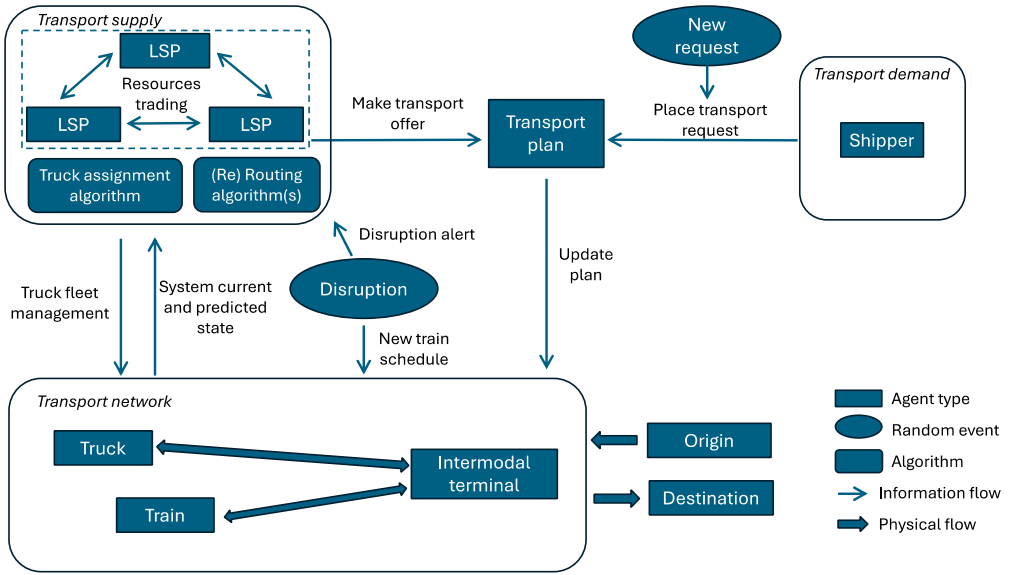 Transport supply
LSP
Resources
trading
LSP
LSP
Truck assignment
algorithm
(Re) Routing
algorithm(s)
Make transport
offer
Transport
plan
New
request
Place transport
request
Transport demand
Shipper
Disruption alert
Disruption
Update
plan
Truck fleet
management
System current
and predicted
state
New train
schedule
Transport network
Truck
Train
Intermodal
terminal
Origin
Destination
Agent type
Random event
Algorithm
Information flow
Physical flow